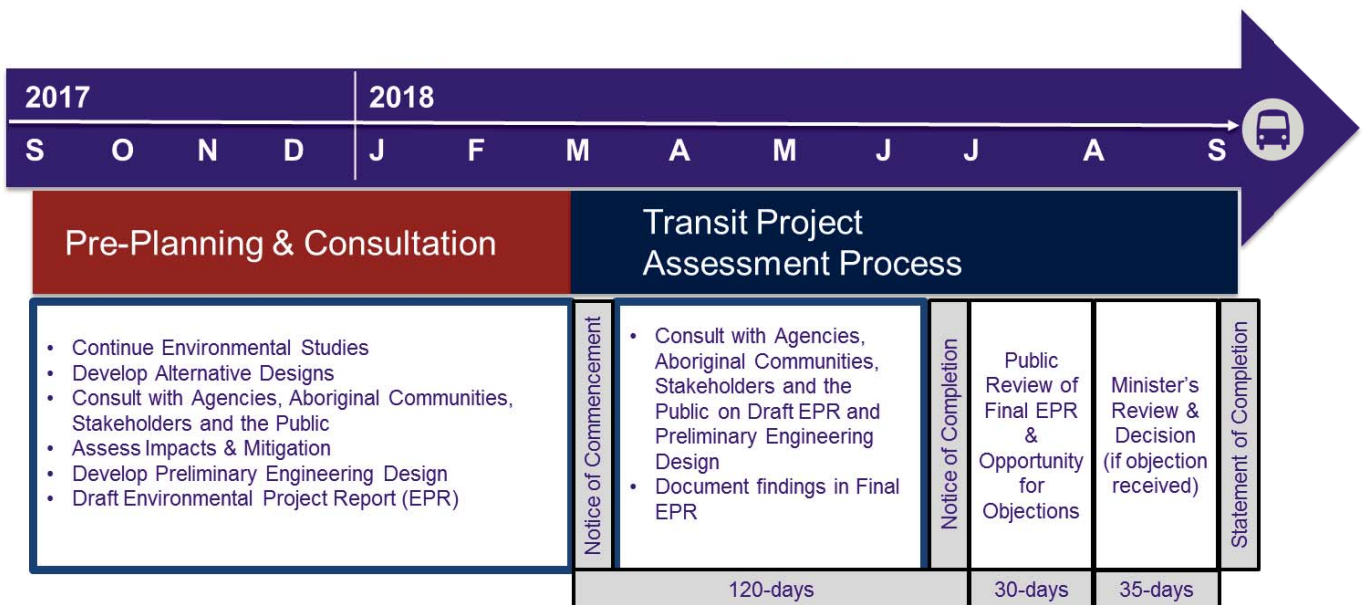 2017
2018
S O N D J F M A M J J A S
Pre-Planning & Consultation
Transit Project
Assessment Process
• Continue Environmental Studies
• Develop Alternative Designs
• Consult with Agencies, Aboriginal Communities,
Stakeholders and the Public
• Assess Impacts & Mitigation
• Develop Preliminary Engineering Design
• Draft Environmental Project Report (EPR)
Notice of Commencement
• Consult with Agencies,
Aboriginal Communities,
Stakeholders and the
Public on Draft EPR and
Preliminary Engineering
Design
• Document findings in Final
EPR
Notice of Completion
Public
Review of
Final EPR
&
Opportunity
for
Objections
Minister’s
Review &
Decision
(if objection
received)
Statement of Completion
120-days
30-days
35-days